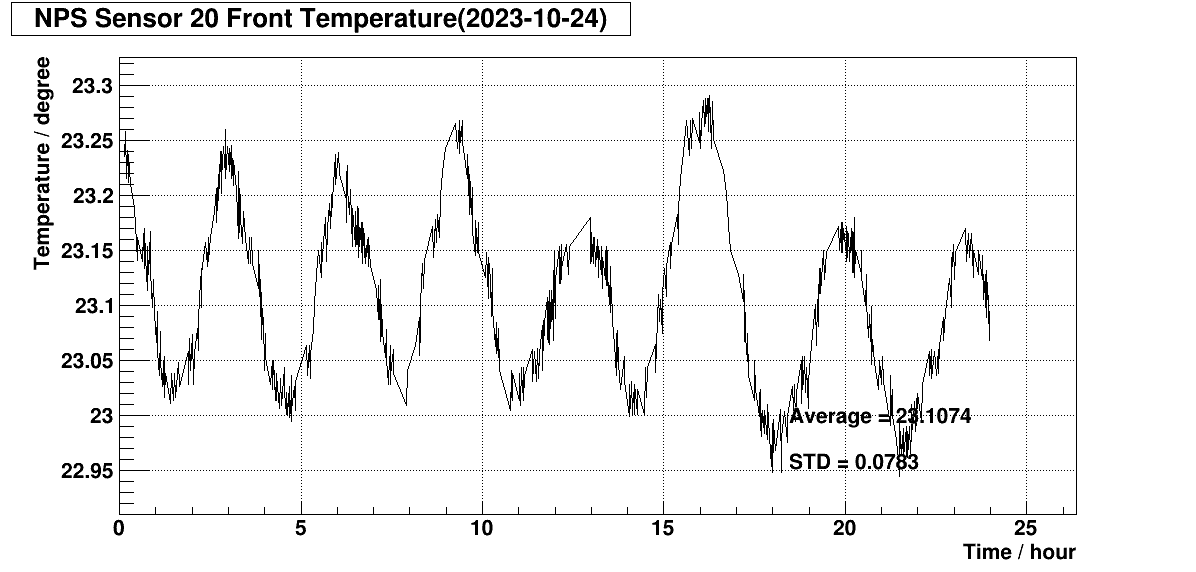 NPS Sensor 20 Front Temperature(2023-10-24)
Temperature / degree
23.3
23.25
23.2
23.15
23.1
23.05
23
22.95
Average = 23.1074
STD = 0.0783
0 5 10 15 20 25
Time / hour